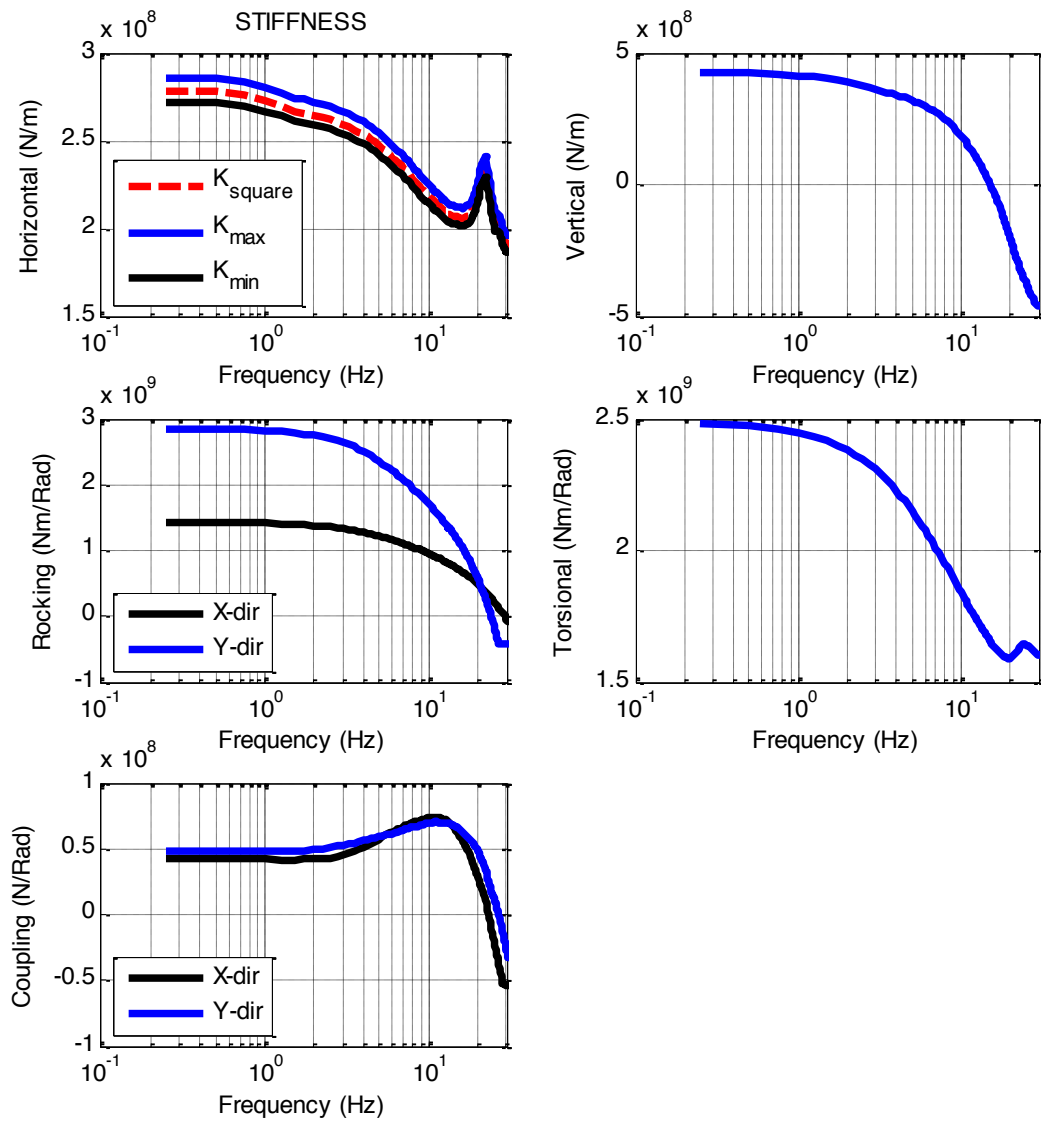 STIFFNESS
x 10^8
3
2.5
2
1.5
Horizontal (N/m)
K_square
K_max
K_min
10^-1
10^0
10^1
Frequency (Hz)
x 10^8
5
0
-5
Vertical (N/m)
10^-1
10^0
10^1
Frequency (Hz)
x 10^9
3
2
1
0
-1
Rocking (Nm/Rad)
X-dir
Y-dir
10^-1
10^0
10^1
Frequency (Hz)
x 10^9
2.5
2
1.5
Torsional (Nm/Rad)
10^-1
10^0
10^1
Frequency (Hz)
x 10^8
1
0.5
0
-0.5
-1
Coupling (N/Rad)
X-dir
Y-dir
10^-1
10^0
10^1
Frequency (Hz)